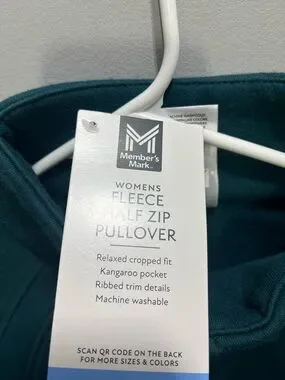 Member's
Mark™
WOMENS
FLEECE
HALF ZIP
PULLOVER
Relaxed cropped fit
Kangaroo pocket
Ribbed trim details
Machine washable
SCAN QR CODE ON THE BACK
FOR MORE SIZES & COLORS